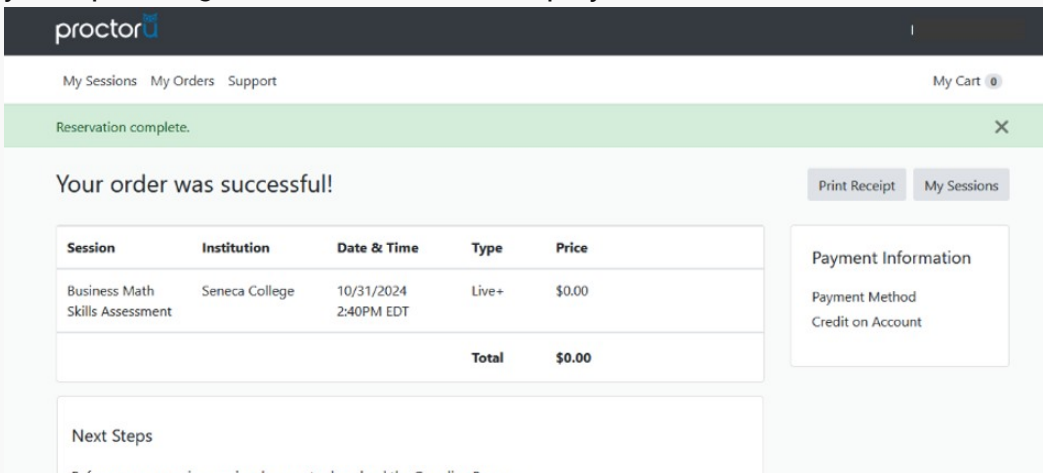 proctoru
My Sessions My Orders Support My Cart 0
Reservation complete. ×
Your order was successful! Print Receipt My Sessions
Session Institution Date & Time Type Price
Business Math Seneca College 10/31/2024 Live+ $0.00
Skills Assessment 2:40PM EDT
Total $0.00
Payment Information
Payment Method
Credit on Account
Next Steps